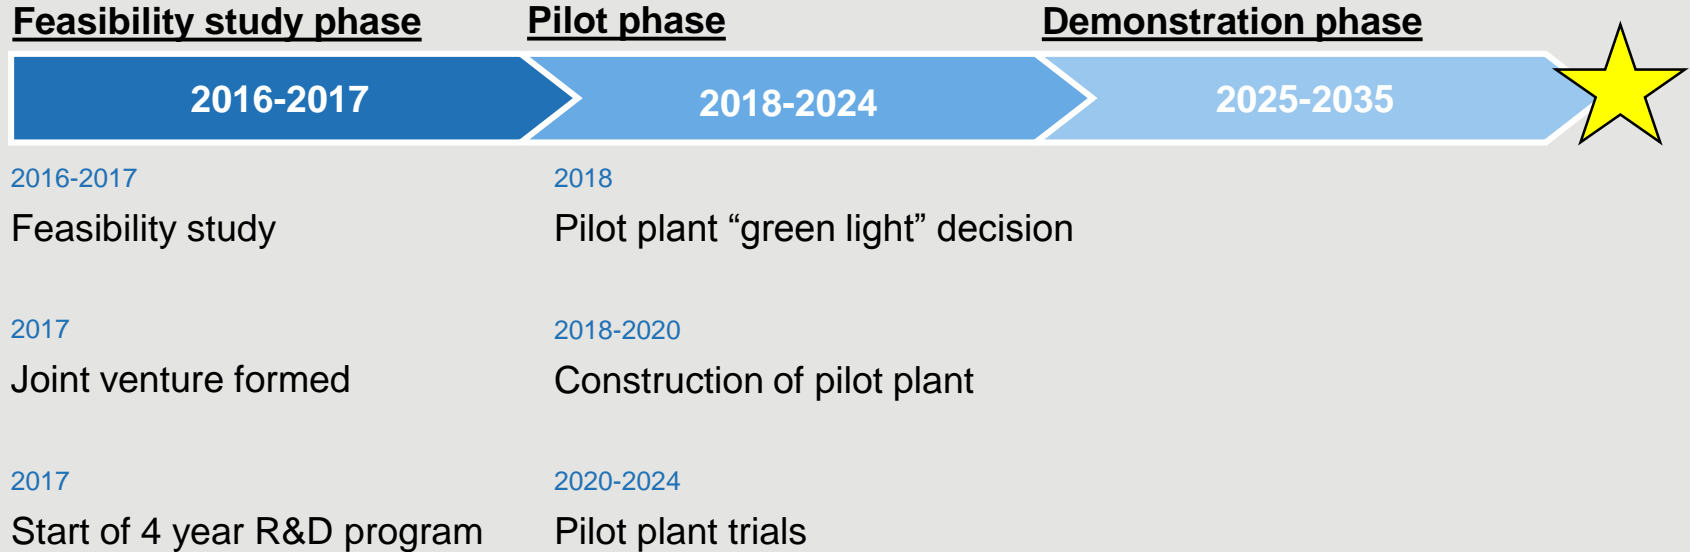 Feasibility study phase
Pilot phase
Demonstration phase
2016-2017
2018-2024
2025-2035
2016-2017
Feasibility study
2017
Joint venture formed
2017
Start of 4 year R&D program
2018
Pilot plant “green light” decision
2018-2020
Construction of pilot plant
2020-2024
Pilot plant trials